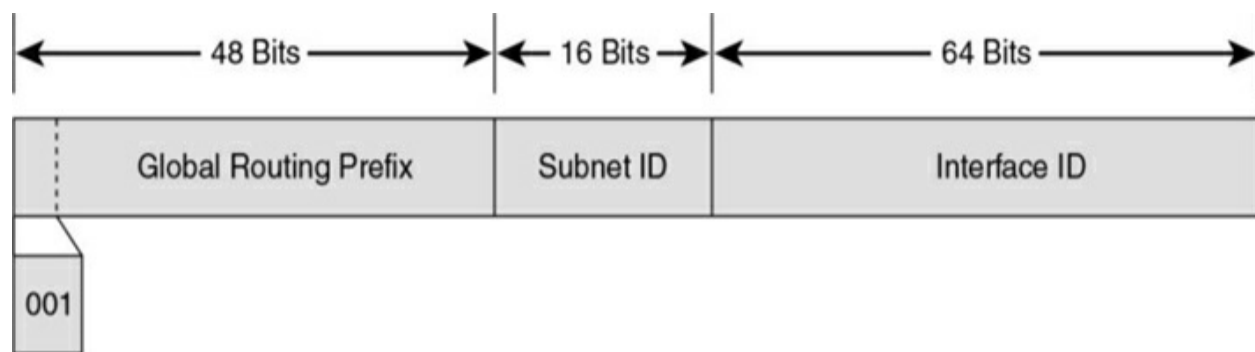 48 Bits 16 Bits 64 Bits
Global Routing Prefix Subnet ID Interface ID
001